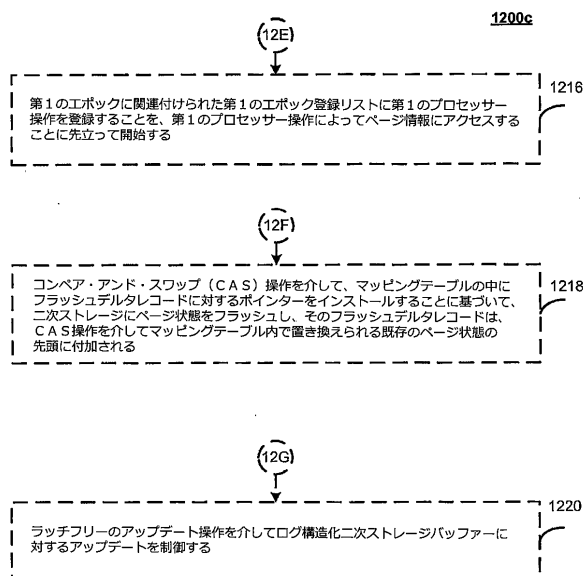 1200c
12E
1216
第1のエポックに関連付けられた第1のエポック登録リストに第1のプロセッサー
操作を登録することを、第1のプロセッサー操作によってページ情報にアクセスする
ことに先立って開始する
12F
1218
コンペア・アンド・スワップ（CAS）操作を介して、マッピングテーブルの中に
フラッシュデルタレコードに対するポインターをインストールすることに基づいて、
二次ストレージにページ状態をフラッシュし、そのフラッシュデルタレコードは、
CAS操作を介してマッピングテーブル内で置き換えられる既存のページ状態の
先頭に付加される
12G
1220
ラッチフリーのアップデート操作を介してログ構造化二次ストレージバッファーに
対するアップデートを制御する